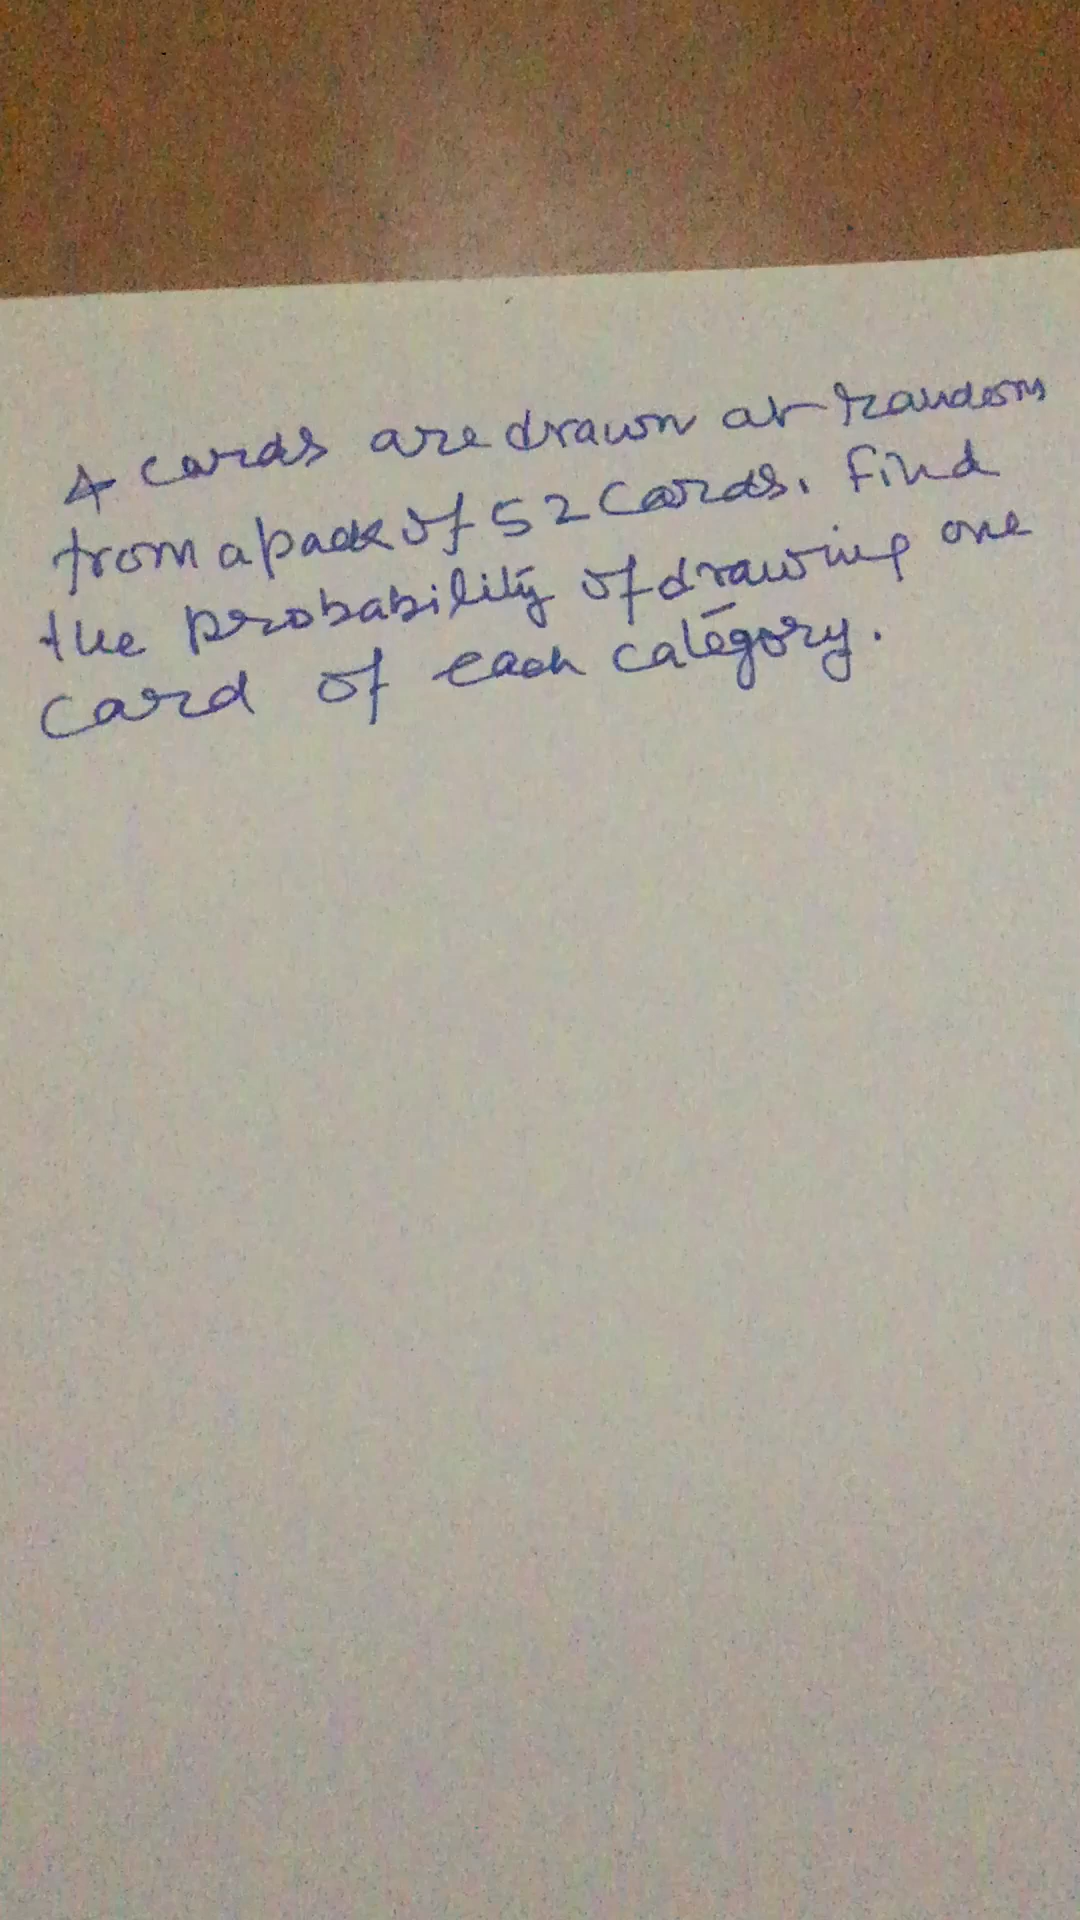 4 cards are drawn at random
from a pack of 52 Cards. Find
the probability of drawing one
card of each category.